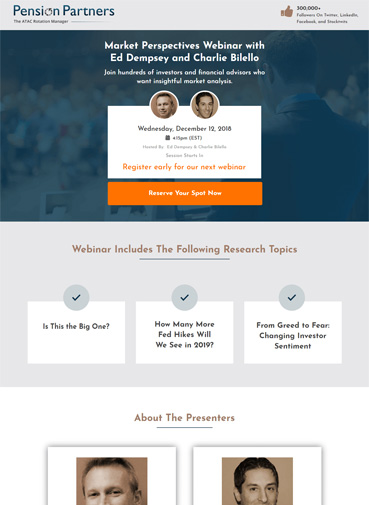 Pension Partners
The ATAC Rotation Manager
300,000+
Followers On Twitter, LinkedIn,
Facebook, and Stocktwits
Market Perspectives Webinar with
Ed Dempsey and Charlie Bilello
Join hundreds of investors and financial advisors who
want insightful market analysis.
Wednesday, December 12, 2018
4:15pm (EST)
Hosted By Ed Dempsey & Charlie Bilello
Session Starts In
Register early for our next webinar
Reserve Your Spot Now
Webinar Includes The Following Research Topics
Is This the Big One?
How Many More
Fed Hikes Will
We See in 2019?
From Greed to Fear:
Changing Investor
Sentiment
About The Presenters